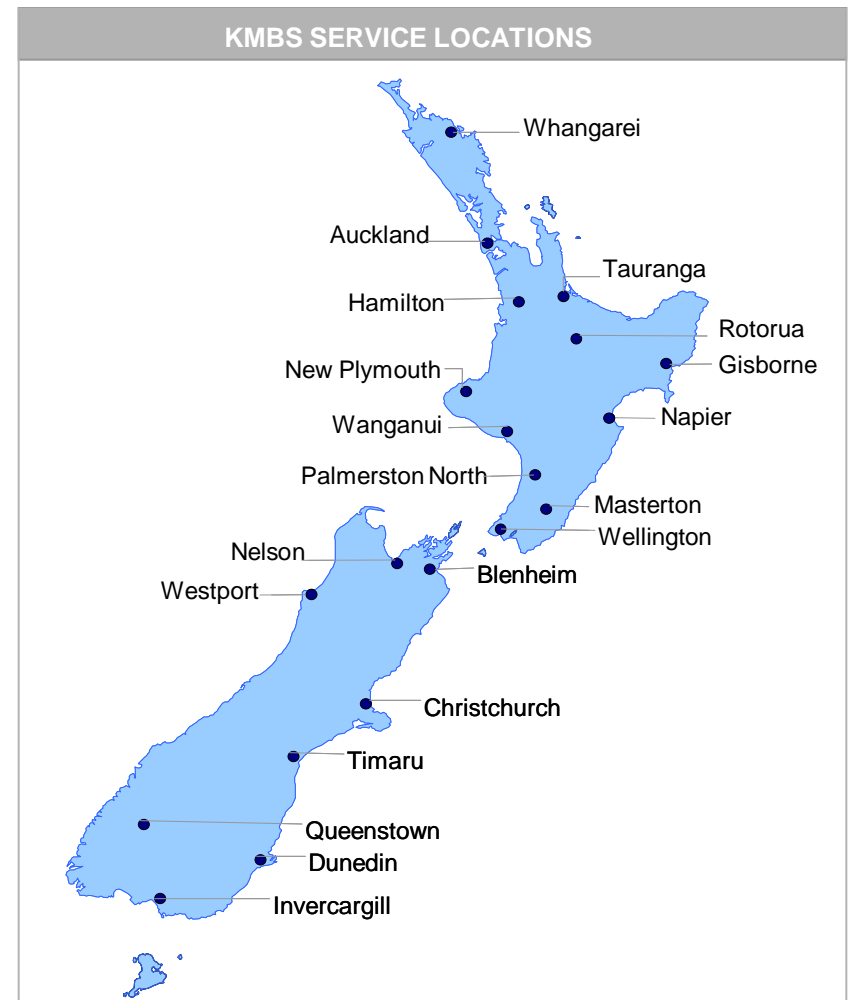 KMBS SERVICE LOCATIONS
Whangarei
Auckland
Tauranga
Hamilton
Rotorua
Gisborne
New Plymouth
Napier
Wanganui
Palmerston North
Masterton
Wellington
Nelson
Blenheim
Westport
Christchurch
Timaru
Queenstown
Dunedin
Invercargill